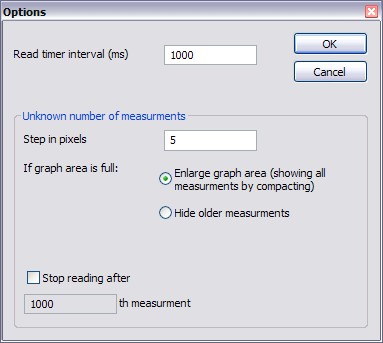 Options
Read timer interval (ms) 1000 OK
Cancel
Unknown number of measurments
Step in pixels 5
If graph area is full: Enlarge graph area (showing all
measurments by compacting)
Hide older measurments
Stop reading after
1000 th measurment